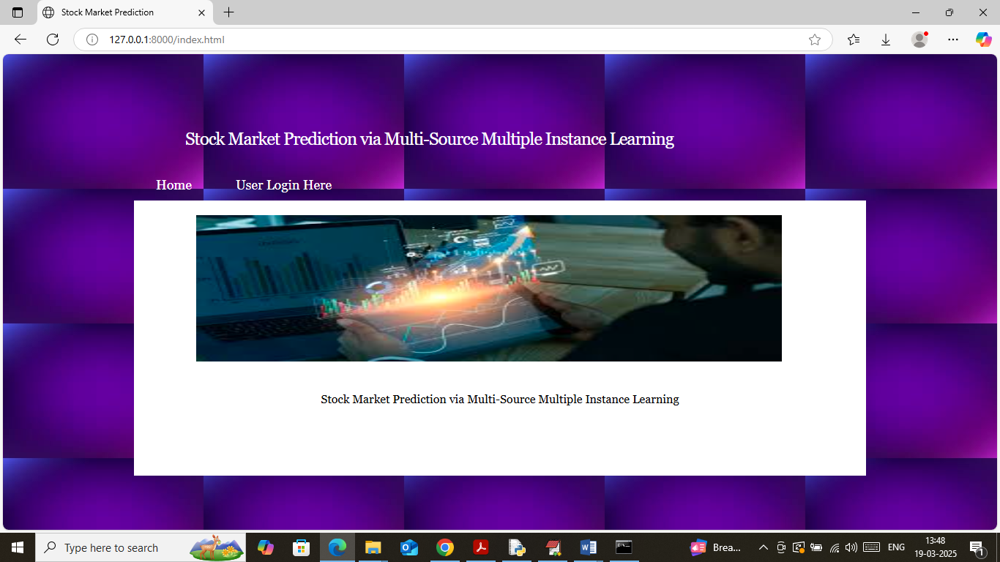 Stock Market Prediction
127.0.0.1:8000/index.html
Stock Market Prediction via Multi-Source Multiple Instance Learning
Home User Login Here
Stock Market Prediction via Multi-Source Multiple Instance Learning
Type here to search
Brea...
ENG
13:48
19-03-2025
1